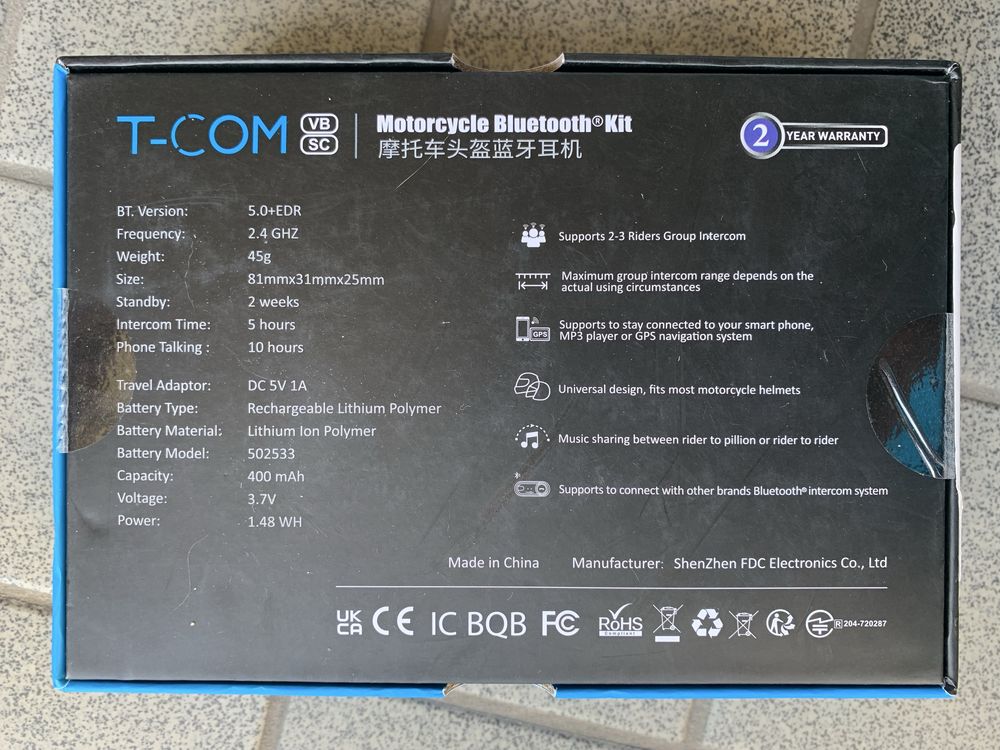 T-COM VB SC Motorcycle Bluetooth® Kit
摩托车头盔蓝牙耳机
2 YEAR WARRANTY
BT. Version: 5.0+EDR
Frequency: 2.4 GHZ
Weight: 45g
Size: 81mmx31mmx25mm
Standby: 2 weeks
Intercom Time: 5 hours
Phone Talking : 10 hours
Travel Adaptor: DC 5V 1A
Battery Type: Rechargeable Lithium Polymer
Battery Material: Lithium Ion Polymer
Battery Model: 502533
Capacity: 400 mAh
Voltage: 3.7V
Power: 1.48 WH
Supports 2-3 Riders Group Intercom
Maximum group intercom range depends on the
actual using circumstances
GPS
Supports to stay connected to your smart phone,
MP3 player or GPS navigation system
Universal design, fits most motorcycle helmets
Music sharing between rider to pillion or rider to rider
Supports to connect with other brands Bluetooth® intercom system
Made in China Manufacturer: ShenZhen FDC Electronics Co., Ltd
UK CA CE IC BQB FC RoHS Compliant R 204-720287